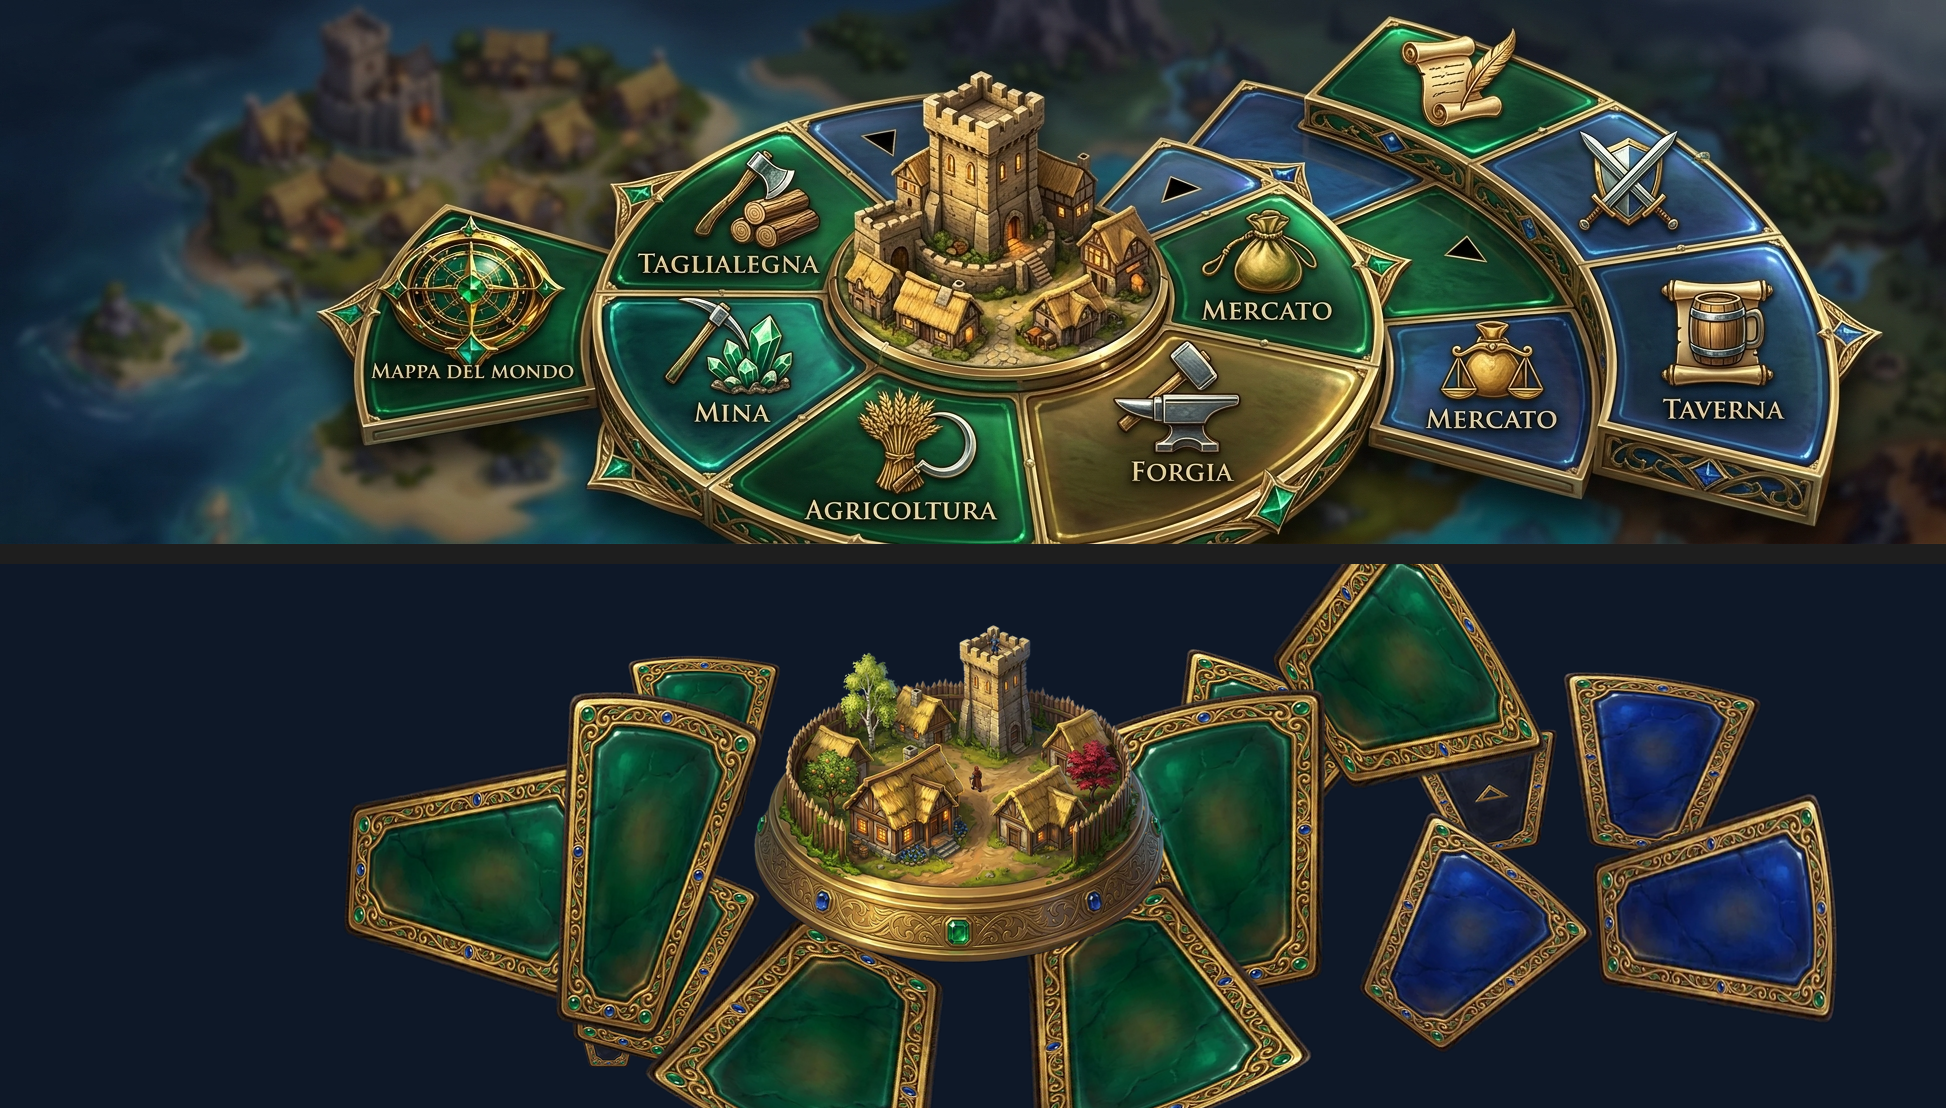 TAGLIALEGNA
MERCATO
MAPPA DEL MONDO
MINA
MERCATO
TAVERNA
FORGIA
AGRICOLTURA